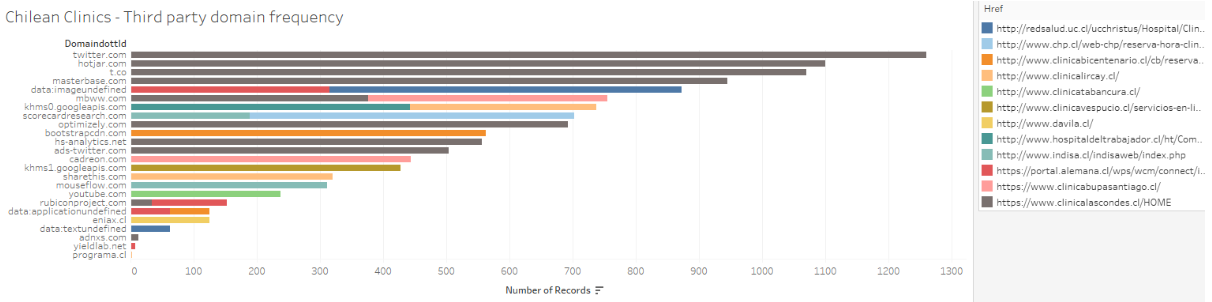 Chilean Clinics - Third party domain frequency
DomaindottId
twitter.com
hotjar.com
t.co
masterbase.com
data:imageundefined
mbww.com
khms0.googleapis.com
scorecardresearch.com
optimizely.com
bootstrapcdn.com
hs-analytics.net
ads-twitter.com
cadreon.com
khms1.googleapis.com
sharethis.com
mouseflow.com
youtube.com
rubiconproject.com
data:applicationundefined
eniax.cl
data:textundefined
adnxs.com
yieldlab.net
programa.cl
0 100 200 300 400 500 600 700 800 900 1000 1100 1200 1300
Number of Records
Href
http://redsalud.uc.cl/ucchristus/Hospital/Clin..
http://www.chp.cl/web-chp/reserva-hora-clin..
http://www.clinicabicentenario.cl/cb/reserva..
http://www.clinicalircay.cl/
http://www.clinicatabancura.cl/
http://www.clinicavespucio.cl/servicios-en-li..
http://www.davila.cl/
http://www.hospitaldeltrabajador.cl/ht/Com..
http://www.indisa.cl/indisaweb/index.php
https://portal.alemana.cl/wps/wcm/connect/i..
https://www.clinicabupasantiago.cl/
https://www.clinicalascondes.cl/HOME